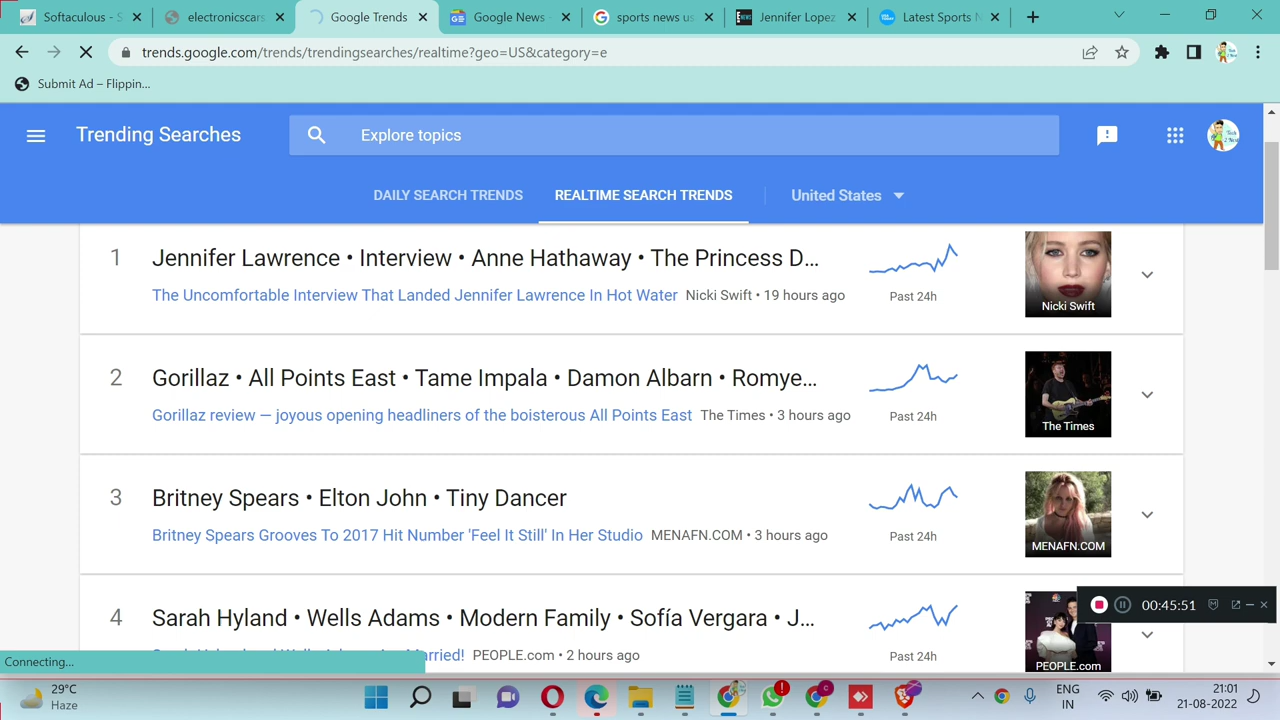 Softaculous - S
electronicscars
Google Trends
Google News -
sports news us
Jennifer Lopez
Latest Sports N
trends.google.com/trends/trendingsearches/realtime?geo=US&category=e
Submit Ad – Flippin...
Trending Searches
Explore topics
DAILY SEARCH TRENDS
REALTIME SEARCH TRENDS
United States
1
Jennifer Lawrence • Interview • Anne Hathaway • The Princess D...
The Uncomfortable Interview That Landed Jennifer Lawrence In Hot Water Nicki Swift • 19 hours ago
Past 24h
Nicki Swift
2
Gorillaz • All Points East • Tame Impala • Damon Albarn • Romye...
Gorillaz review — joyous opening headliners of the boisterous All Points East The Times • 3 hours ago
Past 24h
The Times
3
Britney Spears • Elton John • Tiny Dancer
Britney Spears Grooves To 2017 Hit Number 'Feel It Still' In Her Studio MENAFN.COM • 3 hours ago
Past 24h
MENAFN.COM
4
Sarah Hyland • Wells Adams • Modern Family • Sofía Vergara • J...
PEOPLE.com • 2 hours ago
Past 24h
PEOPLE.com
00:45:51
Connecting...
29°C
Haze
ENG
IN
21:01
21-08-2022